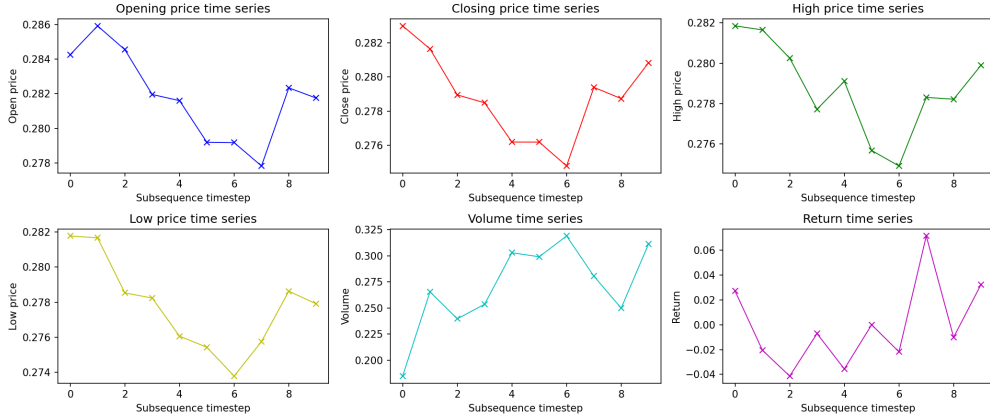 Opening price time series
Open price
0.286
0.284
0.282
0.280
0.278
0 2 4 6 8
Subsequence timestep
Closing price time series
Close price
0.282
0.280
0.278
0.276
0 2 4 6 8
Subsequence timestep
High price time series
High price
0.282
0.280
0.278
0.276
0 2 4 6 8
Subsequence timestep
Low price time series
Low price
0.282
0.280
0.278
0.276
0.274
0 2 4 6 8
Subsequence timestep
Volume time series
Volume
0.325
0.300
0.275
0.250
0.225
0.200
0 2 4 6 8
Subsequence timestep
Return time series
Return
0.06
0.04
0.02
0.00
−0.02
−0.04
0 2 4 6 8
Subsequence timestep